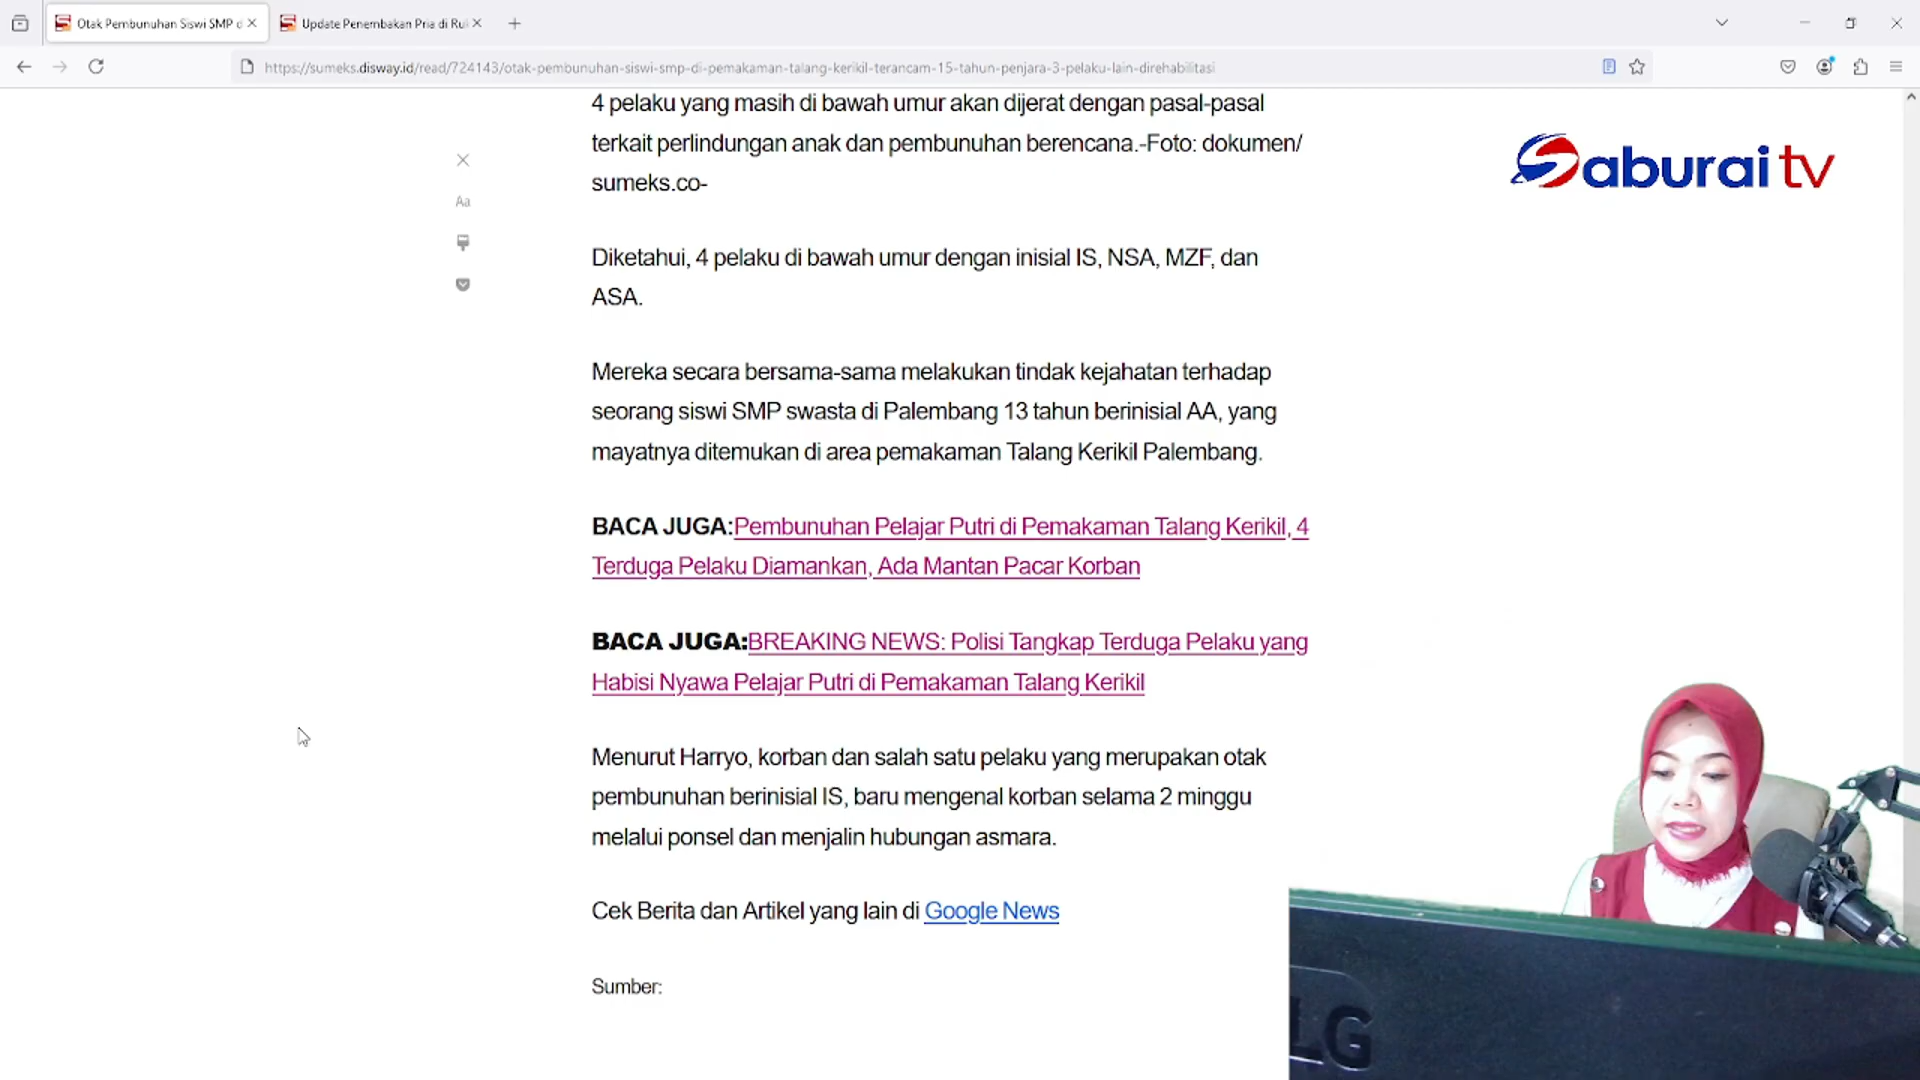 Otak Pembunuhan Siswi SMP d
Update Penembakan Pria di Ru
https://sumeks.disway.id/read/724143/otak-pembunuhan-siswi-smp-di-pemakaman-talang-kerikil-terancam-15-tahun-penjara-3-pelaku-lain-direhabilitasi
4 pelaku yang masih di bawah umur akan dijerat dengan pasal-pasal
terkait perlindungan anak dan pembunuhan berencana.-Foto: dokumen/
sumeks.co-
Saburai tv
Aa
Diketahui, 4 pelaku di bawah umur dengan inisial IS, NSA, MZF, dan
ASA.
Mereka secara bersama-sama melakukan tindak kejahatan terhadap
seorang siswi SMP swasta di Palembang 13 tahun berinisial AA, yang
mayatnya ditemukan di area pemakaman Talang Kerikil Palembang.
BACA JUGA:Pembunuhan Pelajar Putri di Pemakaman Talang Kerikil, 4
Terduga Pelaku Diamankan, Ada Mantan Pacar Korban
BACA JUGA:BREAKING NEWS: Polisi Tangkap Terduga Pelaku yang
Habisi Nyawa Pelajar Putri di Pemakaman Talang Kerikil
Menurut Harryo, korban dan salah satu pelaku yang merupakan otak
pembunuhan berinisial IS, baru mengenal korban selama 2 minggu
melalui ponsel dan menjalin hubungan asmara.
Cek Berita dan Artikel yang lain di Google News
Sumber:
LG